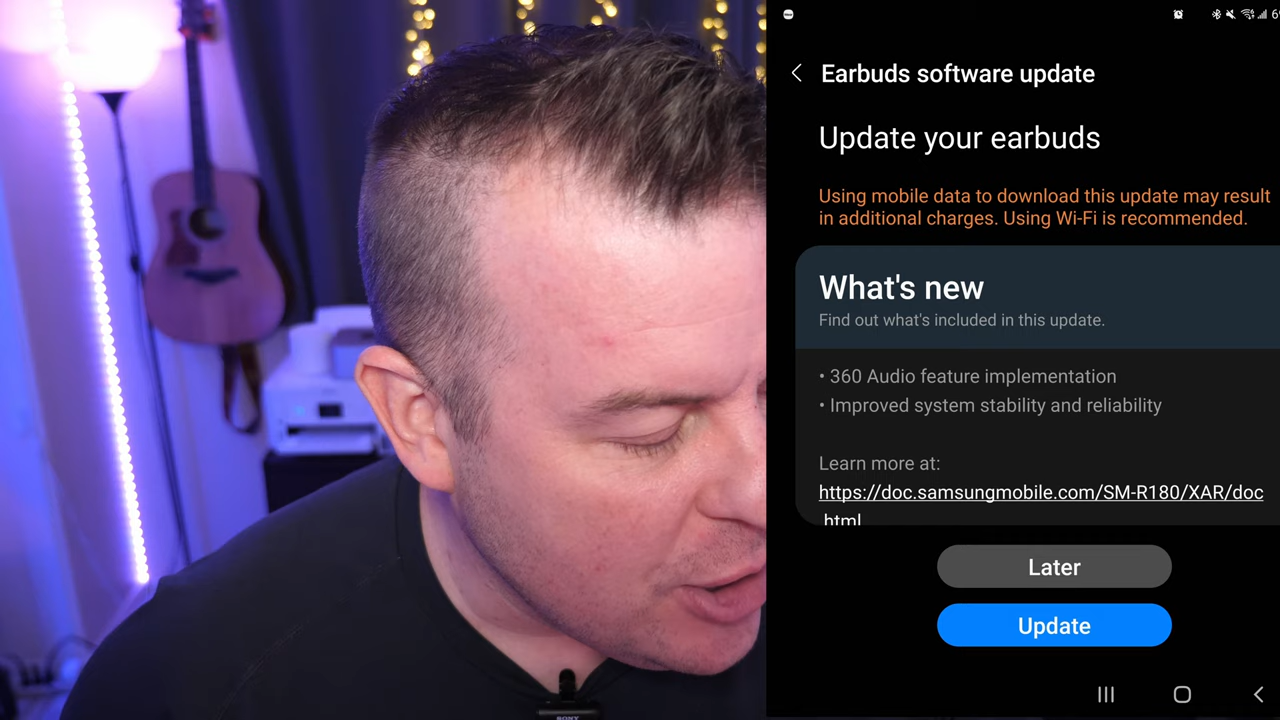 6
Earbuds software update
Update your earbuds
Using mobile data to download this update may result
in additional charges. Using Wi-Fi is recommended.
What's new
Find out what's included in this update.
• 360 Audio feature implementation
• Improved system stability and reliability
Learn more at:
https://doc.samsungmobile.com/SM-R180/XAR/doc
.html
Later
Update
SONY